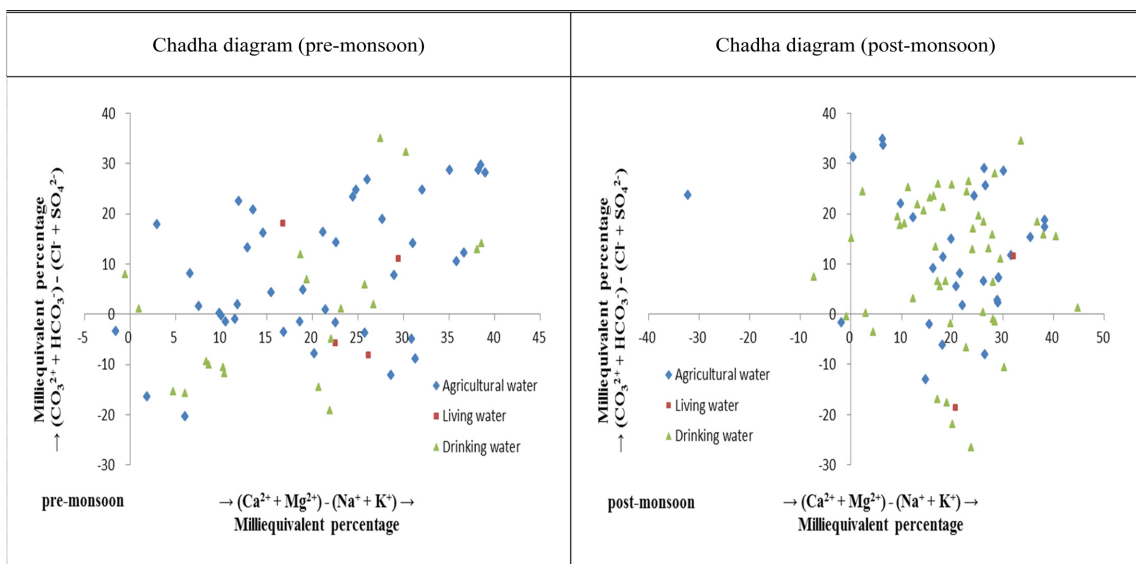 Chadha diagram (pre-monsoon)
Chadha diagram (post-monsoon)
Milliequivalent percentage
→ (CO₃²⁺ + HCO₃⁻) – (Cl⁻ + SO₄²⁻)
40
30
20
10
0
-10
-20
-30
-5
0
5
10
15
20
25
30
35
40
45
Agricultural water
Living water
Drinking water
pre-monsoon
→ (Ca²⁺ + Mg²⁺) - (Na⁺ + K⁺) →
Milliequivalent percentage
Milliequivalent percentage
→ (CO₃²⁺ + HCO₃⁻) – (Cl⁻ + SO₄²⁻)
40
30
20
10
0
-10
-20
-30
-40
-30
-20
-10
0
10
20
30
40
50
Agricultural water
Living water
Drinking water
post-monsoon
→ (Ca²⁺ + Mg²⁺) - (Na⁺ + K⁺) →
Milliequivalent percentage